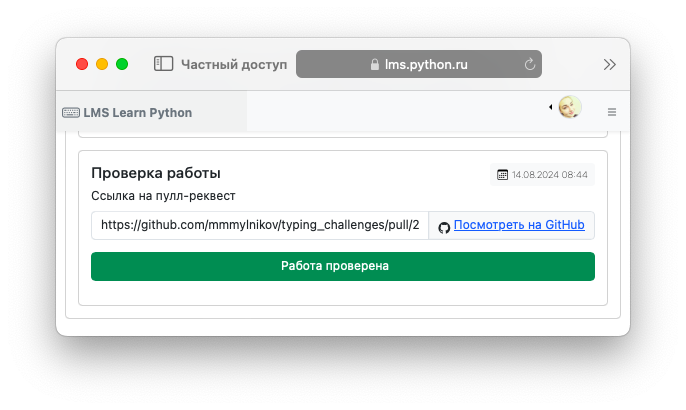 Частный доступ
lms.python.ru
LMS Learn Python
Проверка работы
14.08.2024 08:44
Ссылка на пулл-реквест
https://github.com/mmmylnikov/typing_challenges/pull/2
Посмотреть на GitHub
Работа проверена